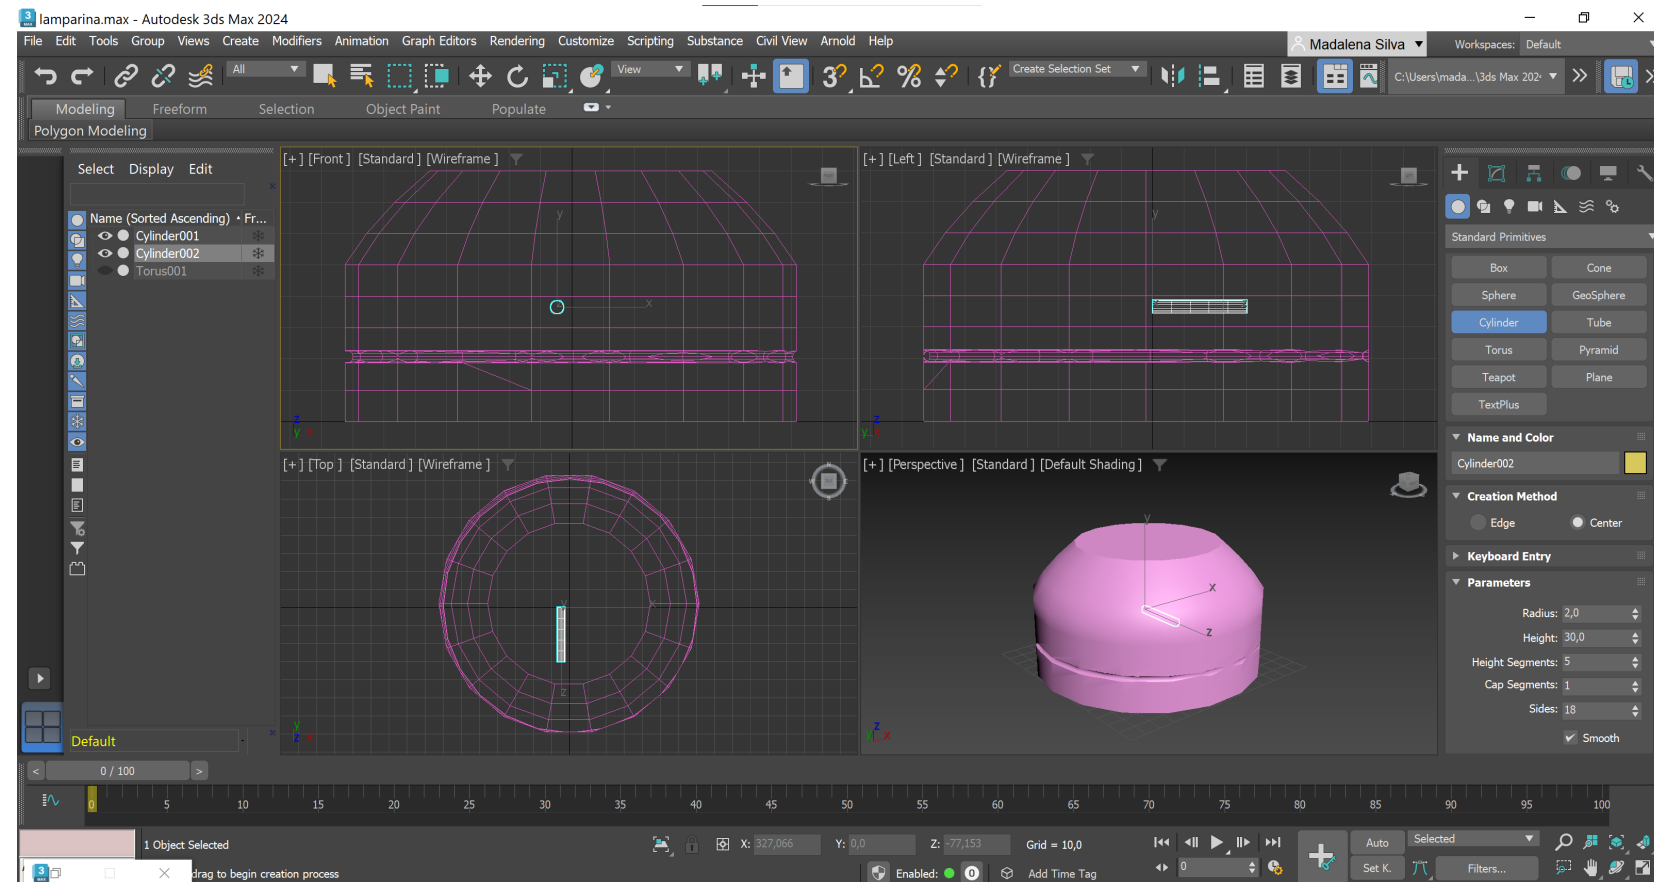 lamparina.max - Autodesk 3ds Max 2024
File Edit Tools Group Views Create Modifiers Animation Graph Editors Rendering Customize Scripting Substance Civil View Arnold Help
Madalena Silva
Workspaces: Default
All
View
Create Selection Set
C:\Users\mada...\3ds Max 202
Modeling Freeform Selection Object Paint Populate
Polygon Modeling
Select Display Edit
Name (Sorted Ascending) Fr...
Cylinder001
Cylinder002
Torus001
Default
[+] [Front ] [Standard ] [Wireframe ]
y
x
z
y x
[+] [Left ] [Standard ] [Wireframe ]
y
z
y
[+] [Top ] [Standard ] [Wireframe ]
y
x
z
y
z x
[+] [Perspective ] [Standard ] [Default Shading ]
y
x
z
z
y x
Standard Primitives
Box Cone
Sphere GeoSphere
Cylinder Tube
Torus Pyramid
Teapot Plane
TextPlus
Name and Color
Cylinder002
Creation Method
Edge Center
Keyboard Entry
Parameters
Radius: 2,0
Height: 30,0
Height Segments: 5
Cap Segments: 1
Sides: 18
Smooth
< 0 / 100 >
0 5 10 15 20 25 30 35 40 45 50 55 60 65 70 75 80 85 90 95 100
1 Object Selected
X: 327,066 Y: 0,0 Z: -77,153 Grid = 10,0
Auto Selected
drag to begin creation process
Enabled: 0 Add Time Tag
0
Set K. Filters...